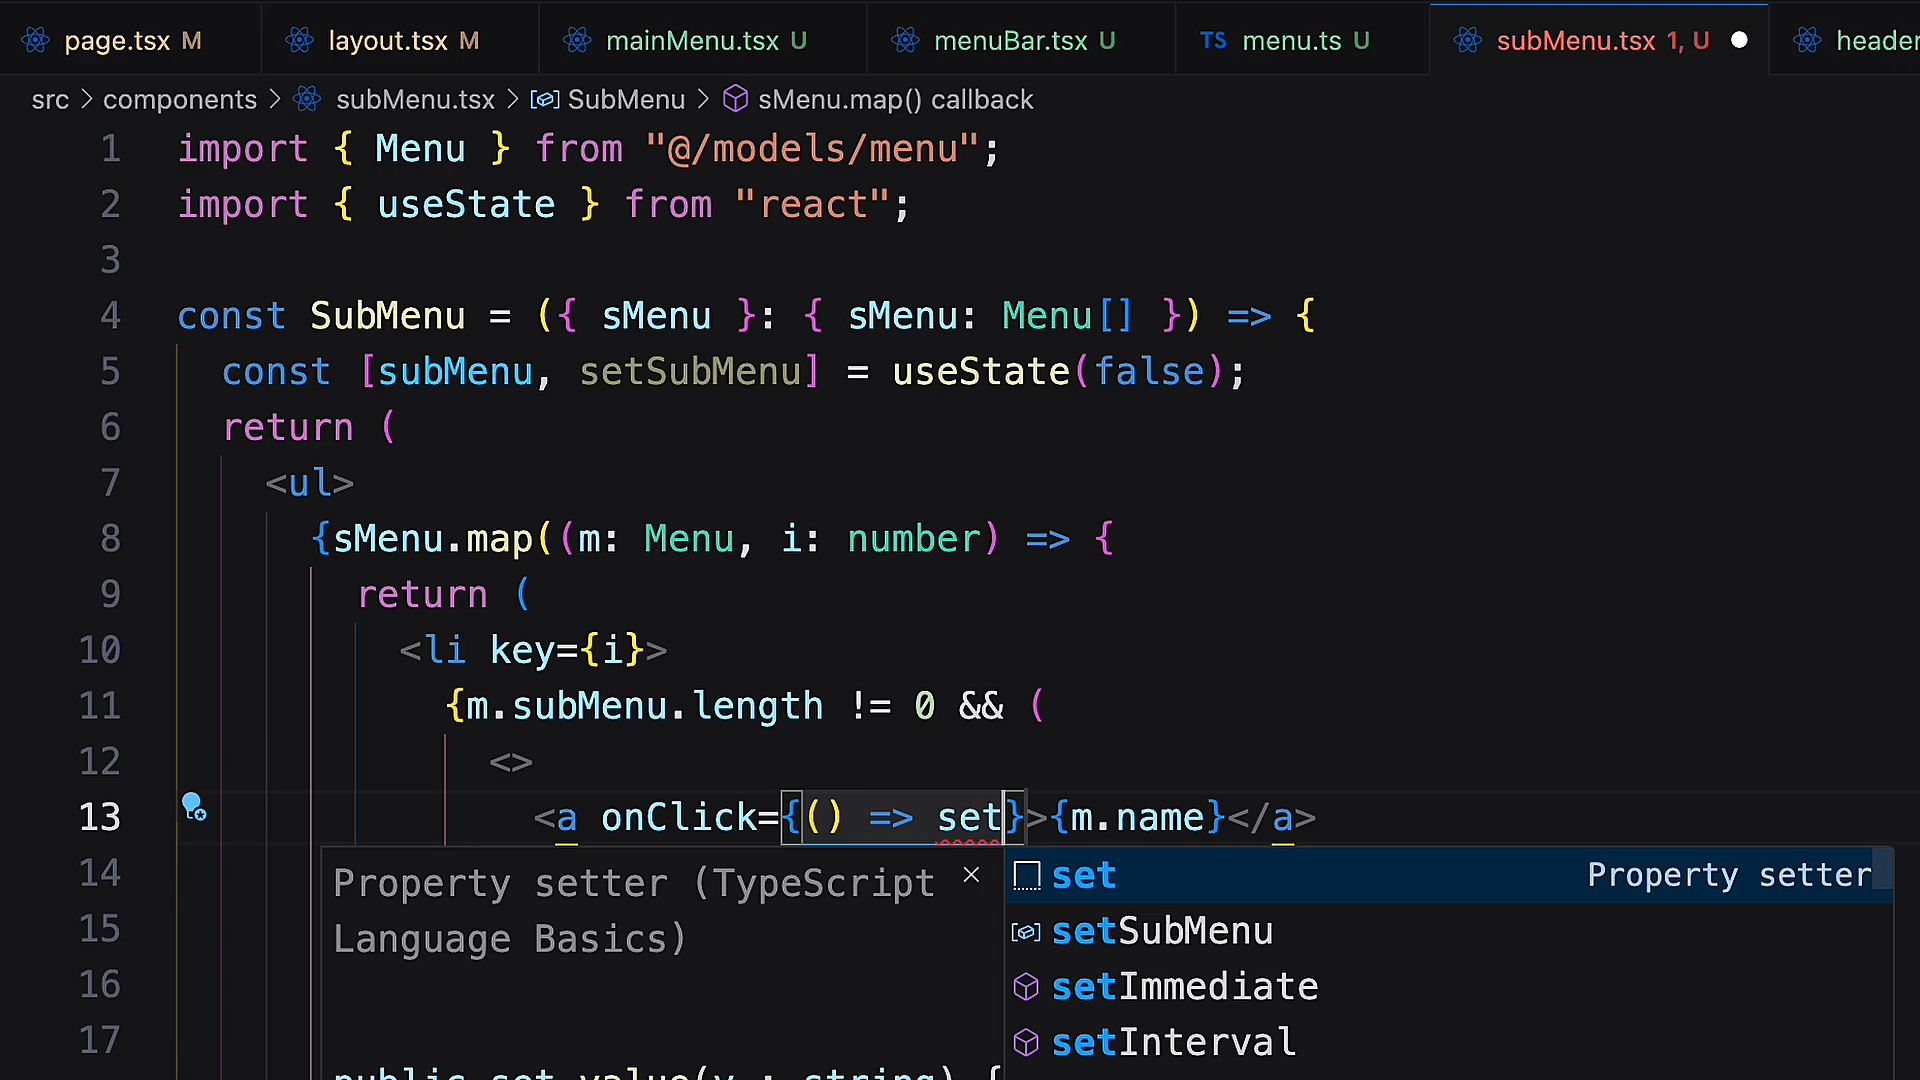 page.tsx M layout.tsx M mainMenu.tsx U menuBar.tsx U TS menu.ts U subMenu.tsx 1, U header
src > components > subMenu.tsx > SubMenu > sMenu.map() callback
1 import { Menu } from "@/models/menu";
2 import { useState } from "react";
3
4 const SubMenu = ({ sMenu }: { sMenu: Menu[] }) => {
5 const [subMenu, setSubMenu] = useState(false);
6 return (
7 <ul>
8 {sMenu.map((m: Menu, i: number) => {
9 return (
10 <li key={i}>
11 {m.subMenu.length != 0 && (
12 <>
13 <a onClick={() => set}>{m.name}</a>
14 Property setter (TypeScript × set Property setter
15 Language Basics) setSubMenu
16 setImmediate
17 setInterval
public set value(v : string) {